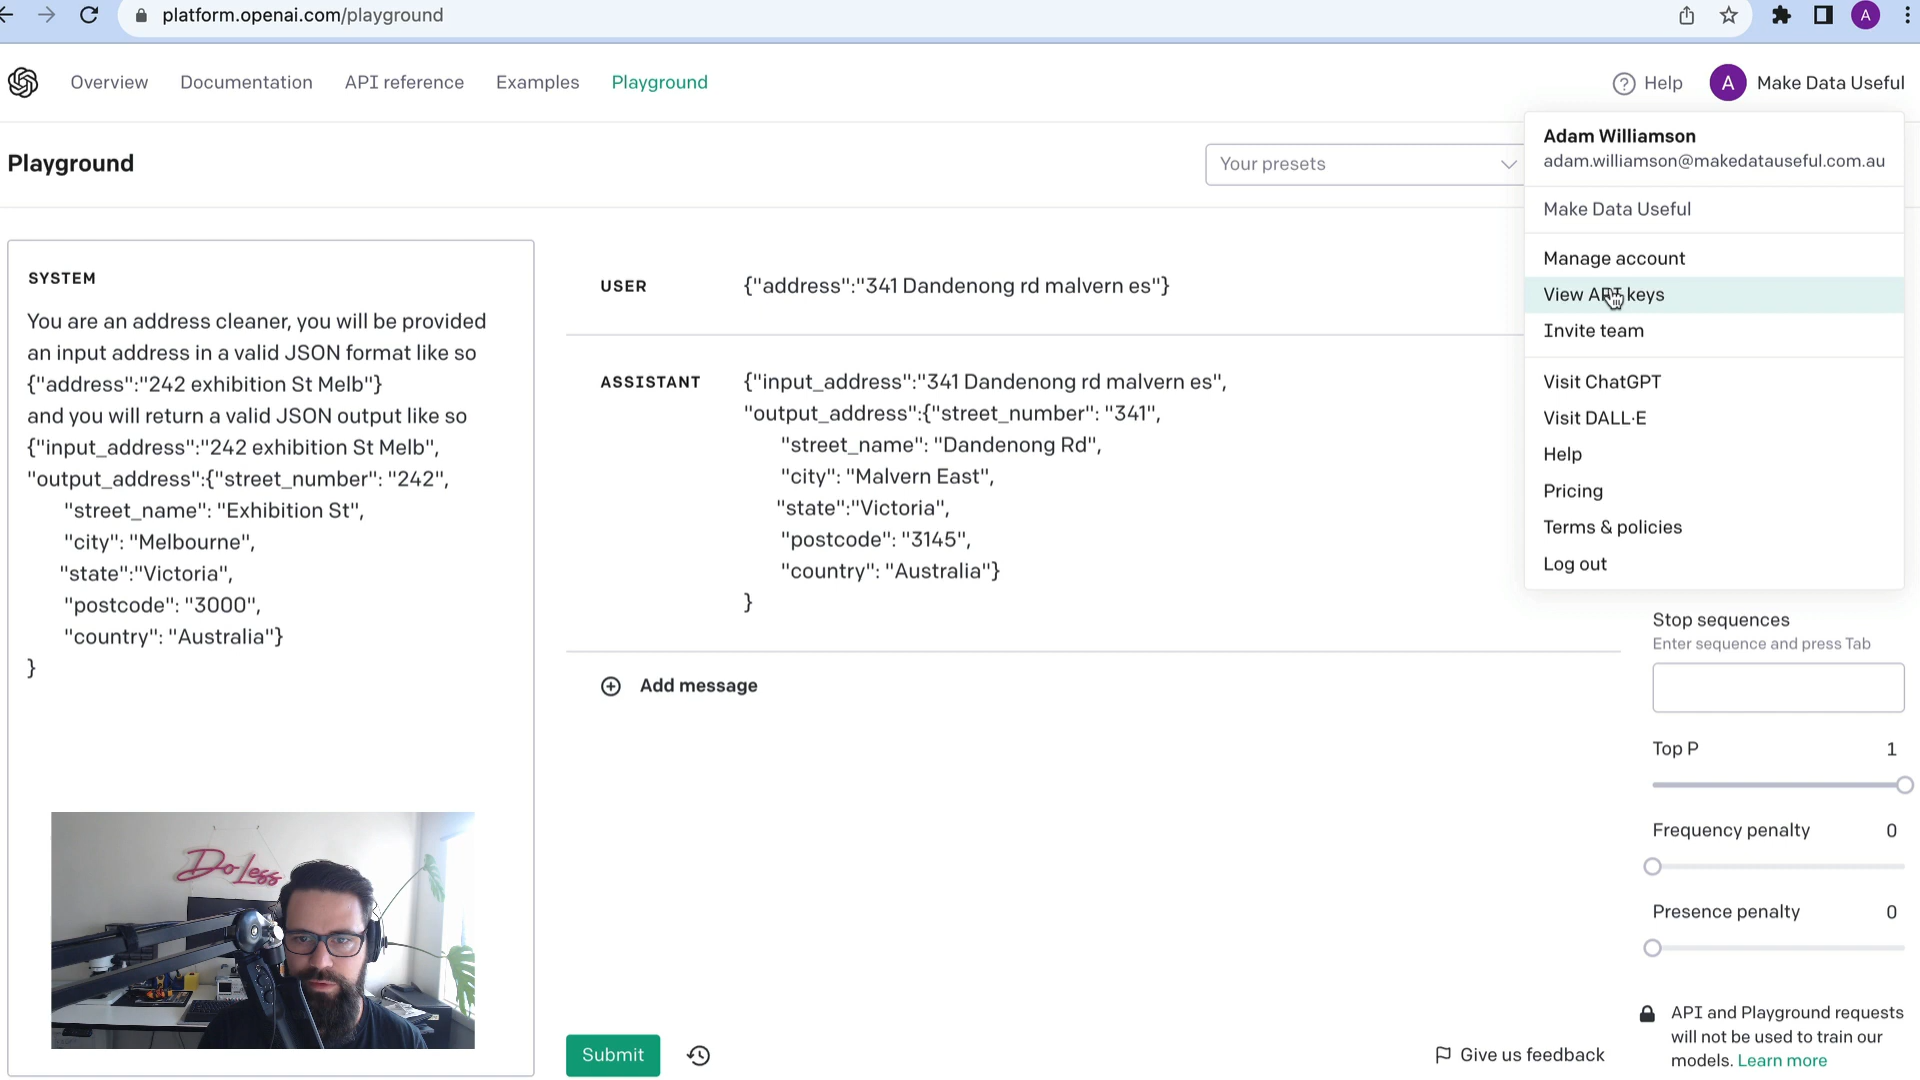 platform.openai.com/playground
A
Overview Documentation API reference Examples Playground
? Help A Make Data Useful
Playground
Your presets
Adam Williamson
adam.williamson@makedatauseful.com.au
Make Data Useful
Manage account
View API keys
Invite team
Visit ChatGPT
Visit DALL·E
Help
Pricing
Terms & policies
Log out
SYSTEM
You are an address cleaner, you will be provided
an input address in a valid JSON format like so
{"address":"242 exhibition St Melb"}
and you will return a valid JSON output like so
{"input_address":"242 exhibition St Melb",
"output_address":{"street_number": "242",
"street_name": "Exhibition St",
"city": "Melbourne",
"state":"Victoria",
"postcode": "3000",
"country": "Australia"}
}
USER {"address":"341 Dandenong rd malvern es"}
ASSISTANT {"input_address":"341 Dandenong rd malvern es",
"output_address":{"street_number": "341",
"street_name": "Dandenong Rd",
"city": "Malvern East",
"state":"Victoria",
"postcode": "3145",
"country": "Australia"}
}
Add message
Stop sequences
Enter sequence and press Tab
Top P 1
Frequency penalty 0
Presence penalty 0
API and Playground requests
will not be used to train our
models. Learn more
Do Less
Submit
Give us feedback